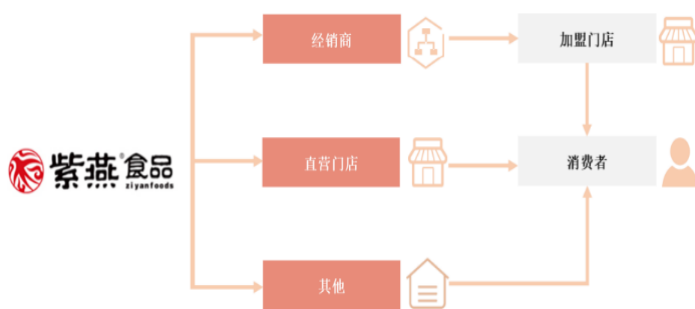 经销商
加盟门店
紫燕®食品
ziyanfoods
直营门店
消费者
其他